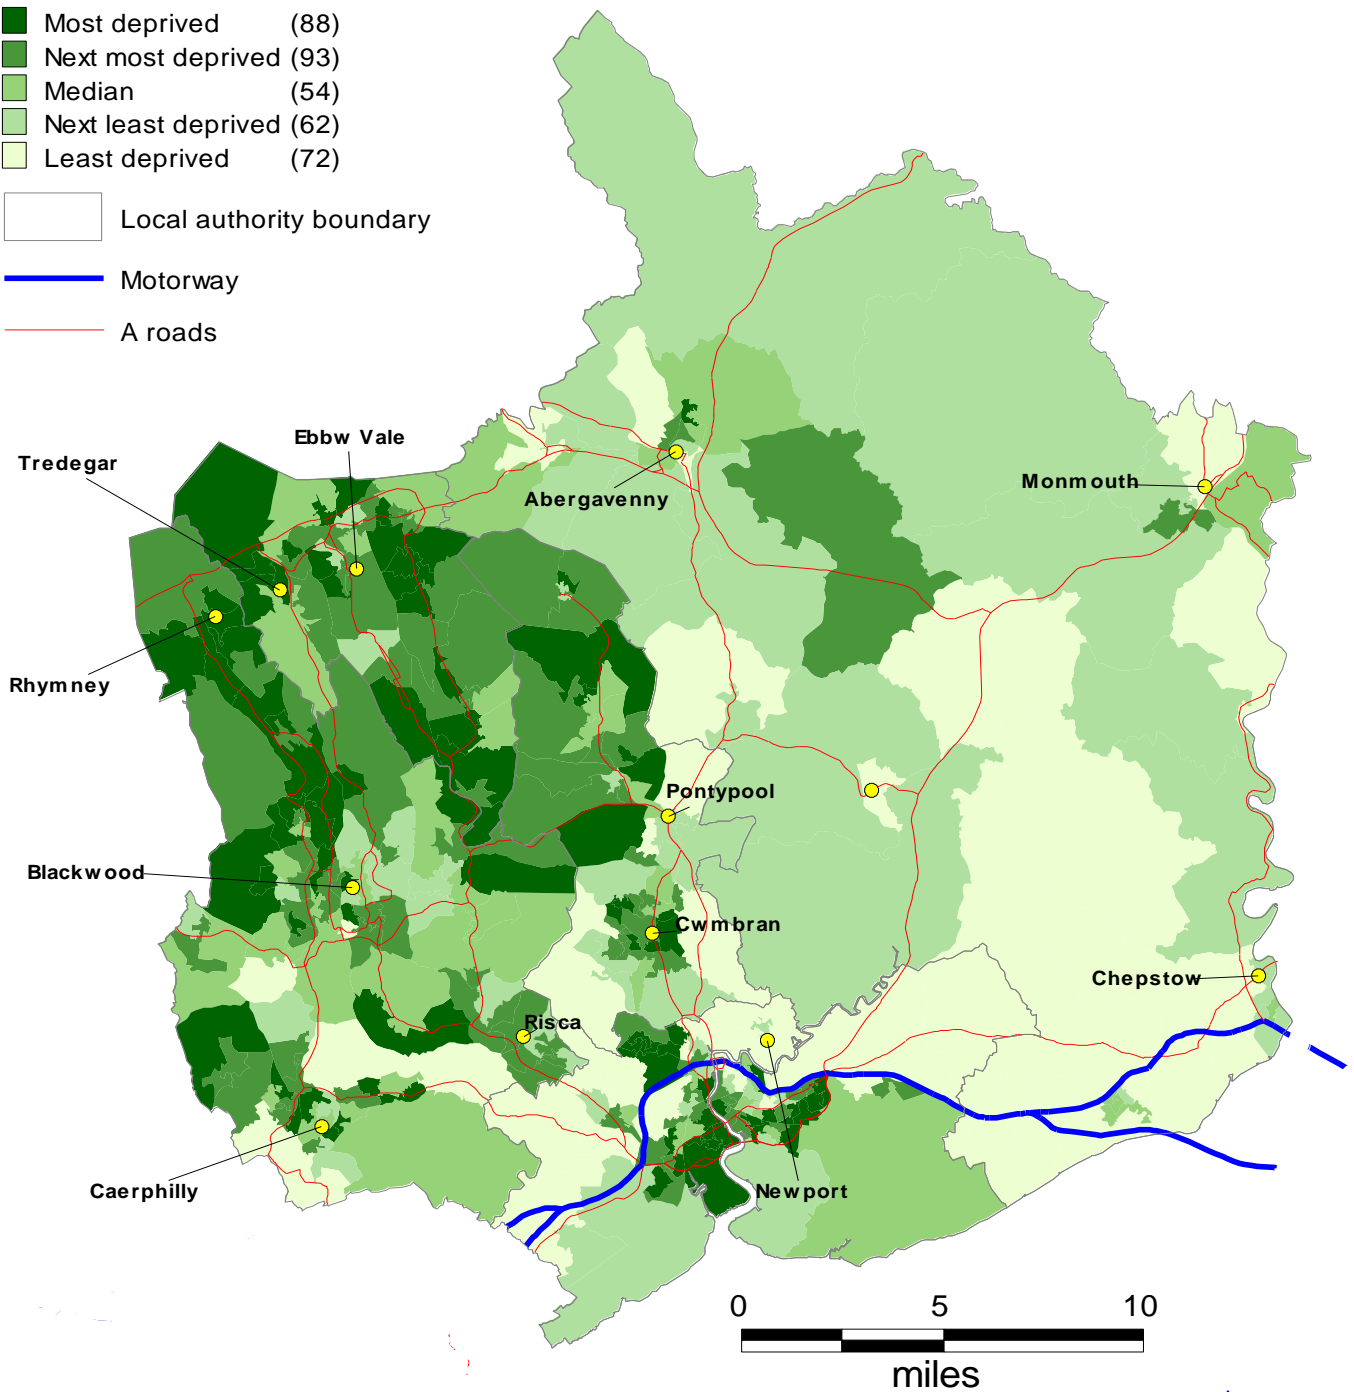 Most deprived (88)
Next most deprived (93)
Median (54)
Next least deprived (62)
Least deprived (72)
Local authority boundary
Motorway
A roads
Ebbw Vale
Tredegar
Abergavenny
Monmouth
Rhymney
Pontypool
Blackwood
Cwmbran
Chepstow
Risca
Caerphilly
Newport
0 5 10
miles